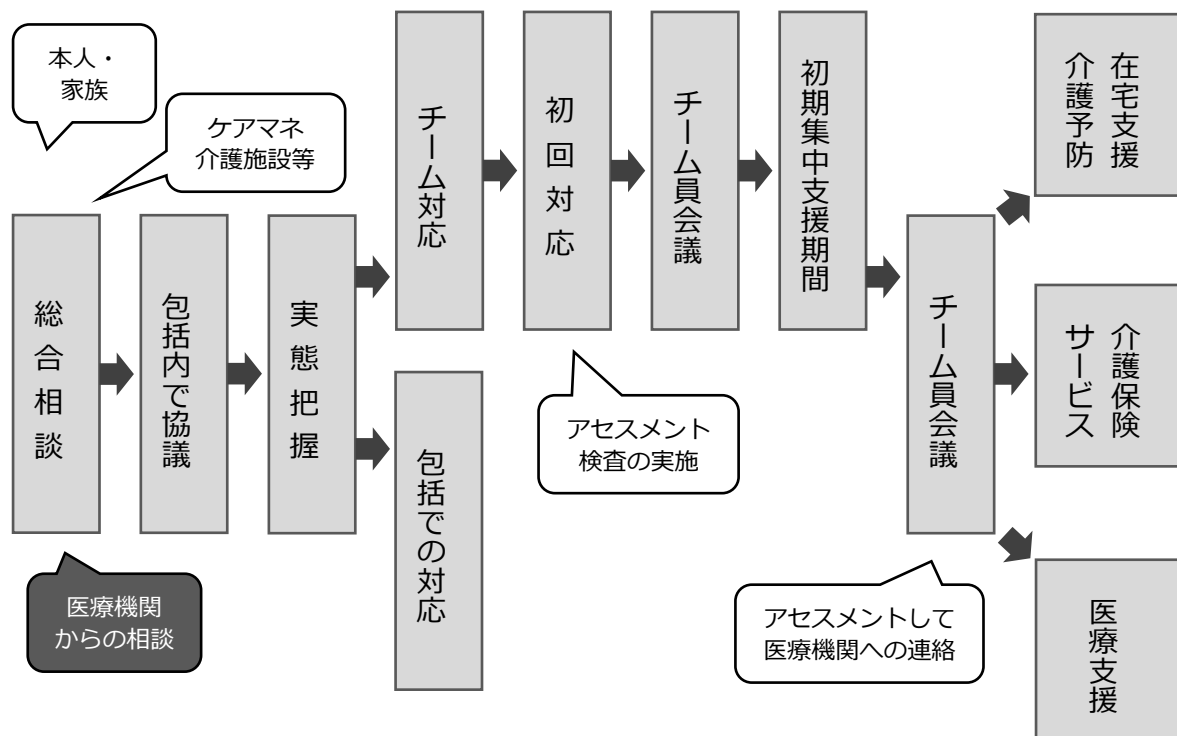 本人・
家族
ケアマネ
介護施設等
総合相談
医療機関
からの相談
包括内で協議
実態把握
チーム対応
包括での対応
初回対応
アセスメント
検査の実施
チーム員会議
初期集中支援期間
チーム員会議
アセスメントして
医療機関への連絡
在宅支援
介護予防
介護保険
サービス
医療支援